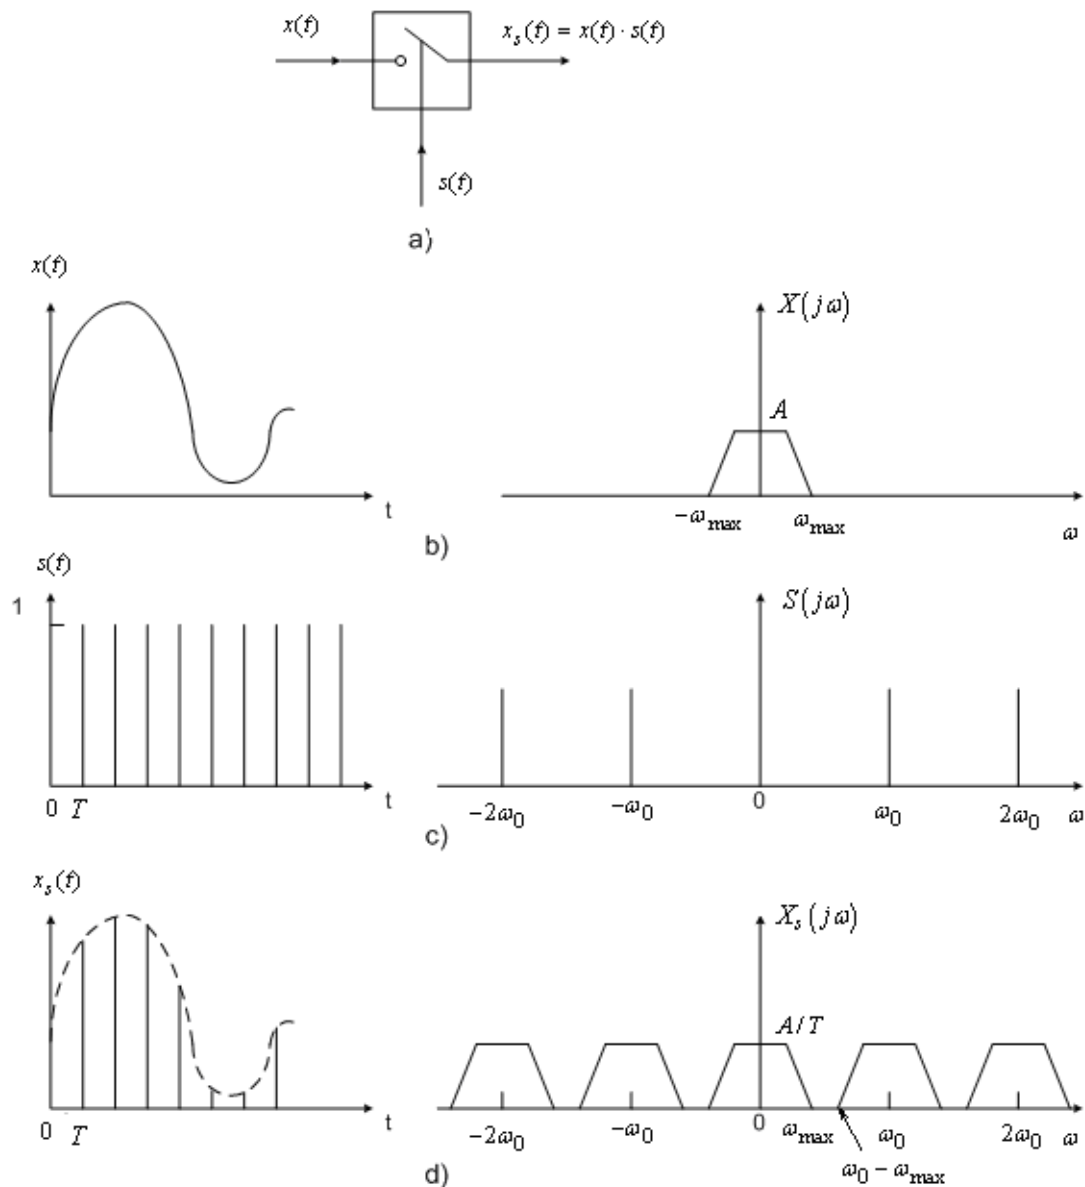 x(t)
x_s(t) = x(t) · s(t)
s(t)
a)
x(t)
t
X(jω)
A
-ω_max
ω_max
ω
b)
s(t)
1
0 T
t
S(jω)
-2ω_0
-ω_0
0
ω_0
2ω_0
ω
c)
x_s(t)
0 T
t
X_s(jω)
A/T
-2ω_0
-ω_0
0
ω_max
ω_0
2ω_0
ω
ω_0 - ω_max
d)